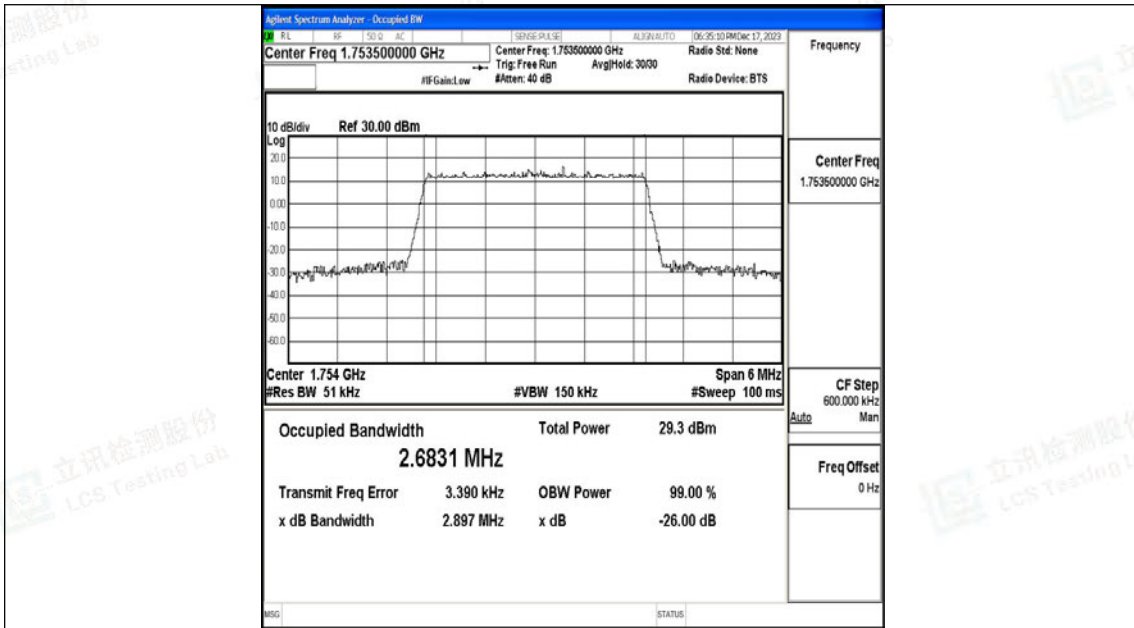 Agilent Spectrum Analyzer - Occupied BW
RL RF 50 Ω AC SENSE:PULSE ALIGNAUTO 06:35:10 PM Dec 17, 2023
Center Freq 1.753500000 GHz
Center Freq: 1.753500000 GHz
Radio Std: None
Trig: Free Run Avg|Hold: 30/30
#IFGain:Low #Atten: 40 dB Radio Device: BTS
Frequency
10 dB/div Ref 30.00 dBm
Log
20.0
10.0
0.00
-10.0
-20.0
-30.0
-40.0
-50.0
-60.0
Center 1.754 GHz Span 6 MHz
#Res BW 51 kHz #VBW 150 kHz #Sweep 100 ms
Center Freq
1.753500000 GHz
CF Step
600.000 kHz
Auto Man
Freq Offset
0 Hz
Occupied Bandwidth Total Power 29.3 dBm
2.6831 MHz
Transmit Freq Error 3.390 kHz OBW Power 99.00 %
x dB Bandwidth 2.897 MHz x dB -26.00 dB
MSG STATUS
立讯检测股份
LCS Testing Lab
立讯检测股份
LCS Testing L